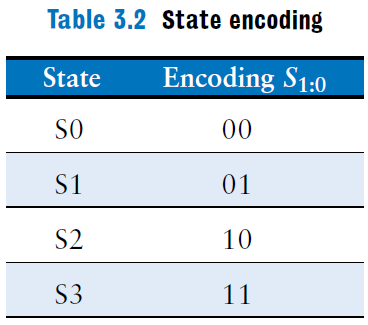 Table 3.2 State encoding
State Encoding S1:0
S0 00
S1 01
S2 10
S3 11